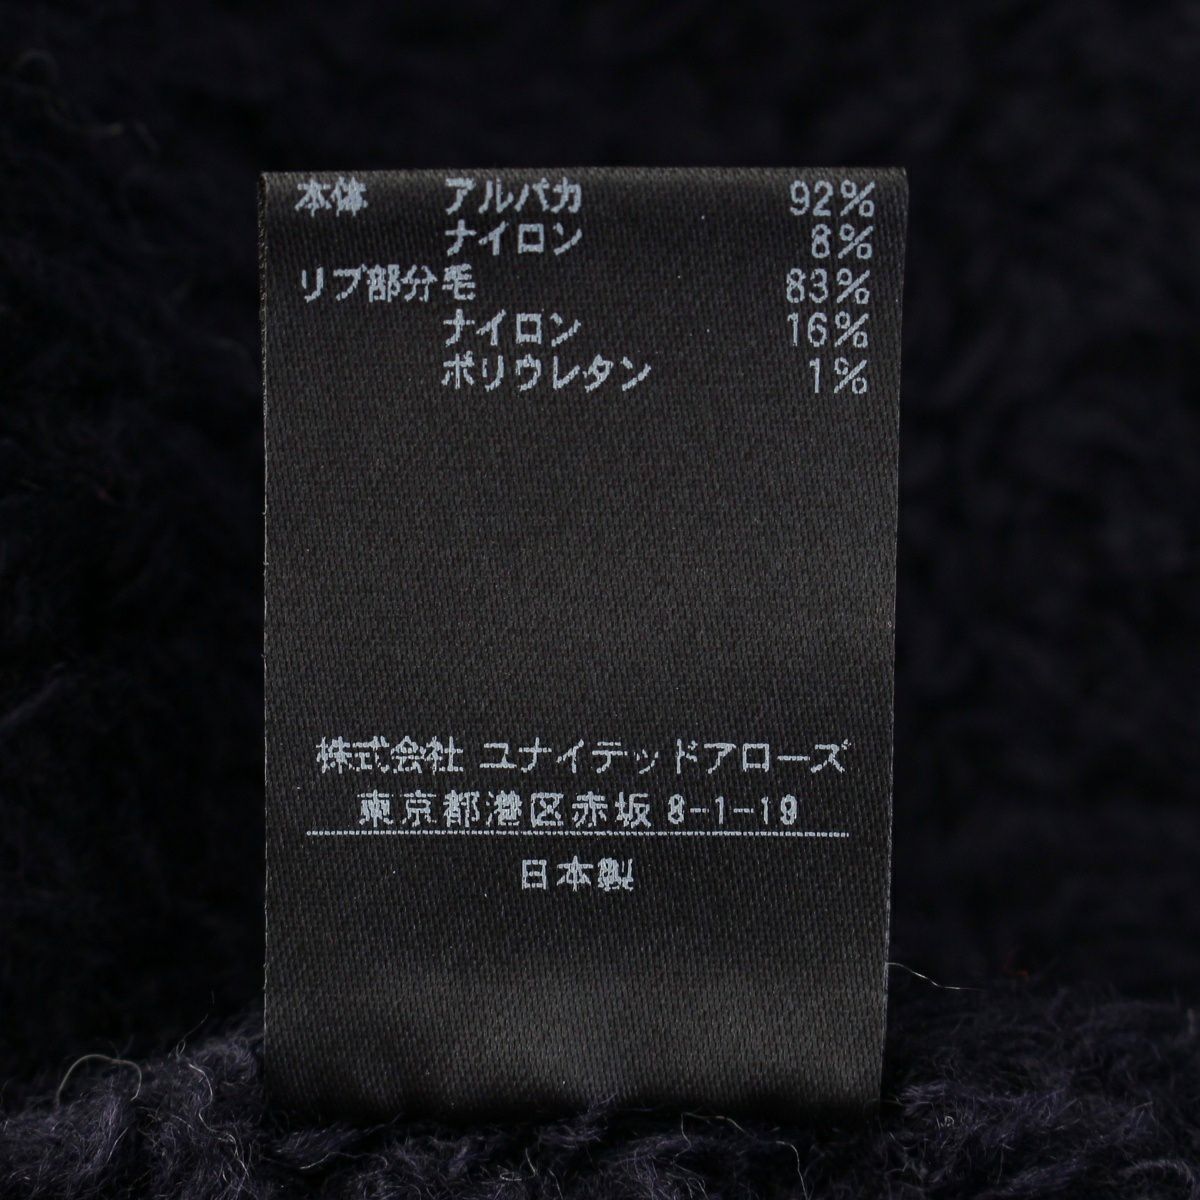 本体 アルパカ 92%
ナイロン 8%
リブ部分毛 83%
ナイロン 16%
ポリウレタン 1%
株式会社 ユナイテッドアローズ
東京都港区赤坂 8-1-19
日本製